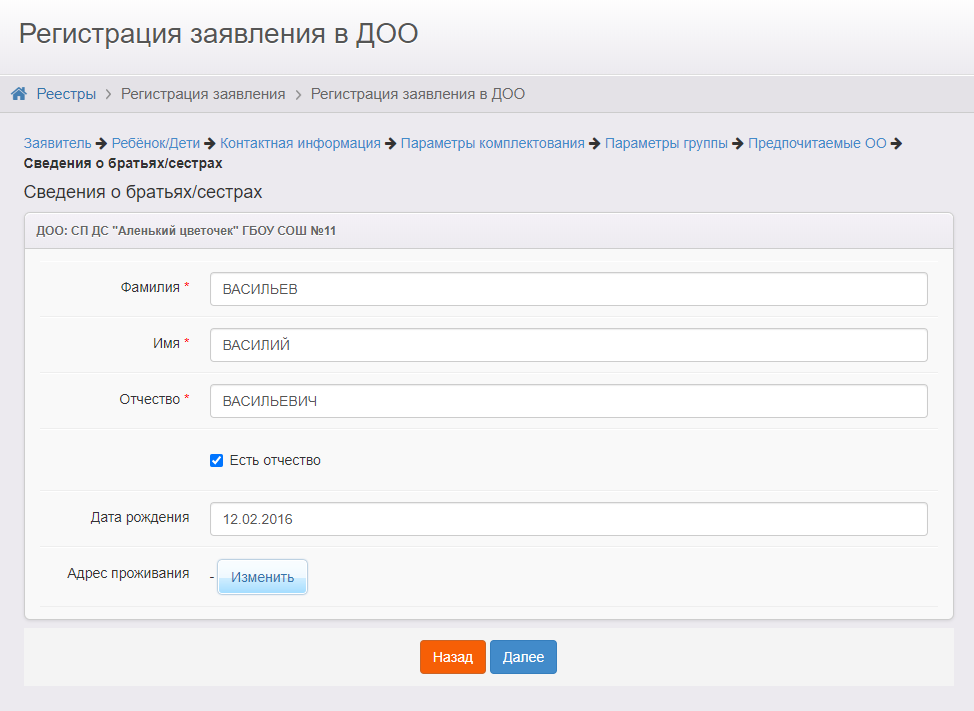 Регистрация заявления в ДОО
Реестры > Регистрация заявления > Регистрация заявления в ДОО
Заявитель → Ребёнок/Дети → Контактная информация → Параметры комплектования → Параметры группы → Предпочитаемые ОО →
Сведения о братьях/сестрах
Сведения о братьях/сестрах
ДОО: СП ДС "Аленький цветочек" ГБОУ СОШ №11
Фамилия * ВАСИЛЬЕВ
Имя * ВАСИЛИЙ
Отчество * ВАСИЛЬЕВИЧ
Есть отчество
Дата рождения 12.02.2016
Адрес проживания - Изменить
Назад Далее